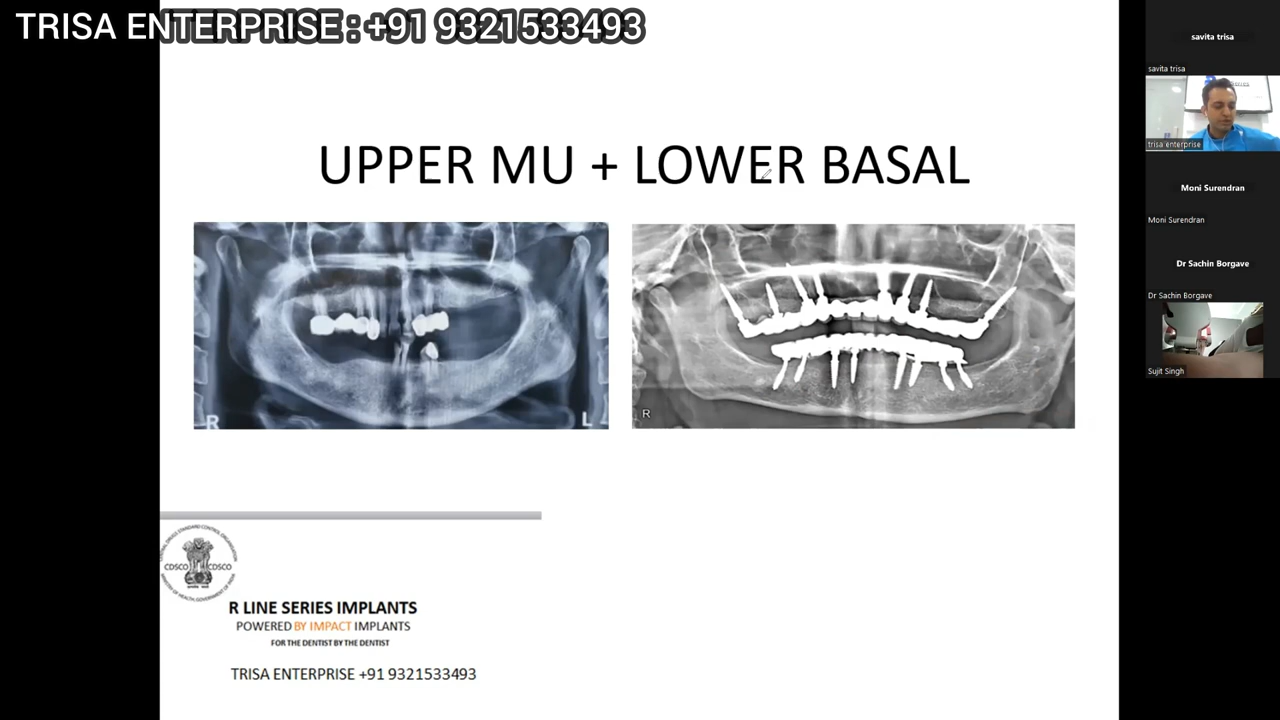 TRISA ENTERPRISE : +91 9321533493
UPPER MU + LOWER BASAL
R
L
R
CDSCO CDSCO
R LINE SERIES IMPLANTS
POWERED BY IMPACT IMPLANTS
FOR THE DENTIST BY THE DENTIST
TRISA ENTERPRISE +91 9321533493
savita trisa
savita trisa
trisa enterprise
Moni Surendran
Moni Surendran
Dr Sachin Borgave
Dr Sachin Borgave
Sujit Singh